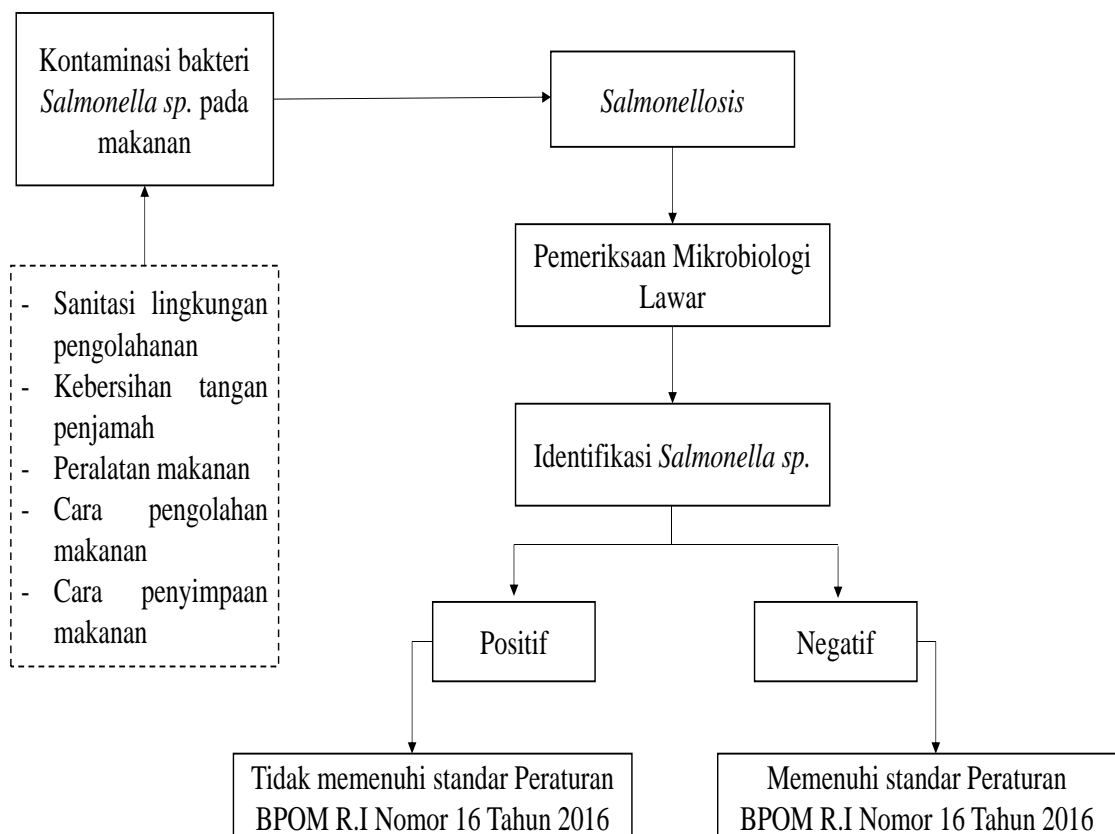 Kontaminasi bakteri
Salmonella sp. pada
makanan
Salmonellosis
Pemeriksaan Mikrobiologi
Lawar
- Sanitasi lingkungan
pengolahanan
- Kebersihan tangan
penjamah
- Peralatan makanan
- Cara pengolahan
makanan
- Cara penyimpaan
makanan
Identifikasi Salmonella sp.
Positif
Negatif
Tidak memenuhi standar Peraturan
BPOM R.I Nomor 16 Tahun 2016
Memenuhi standar Peraturan
BPOM R.I Nomor 16 Tahun 2016